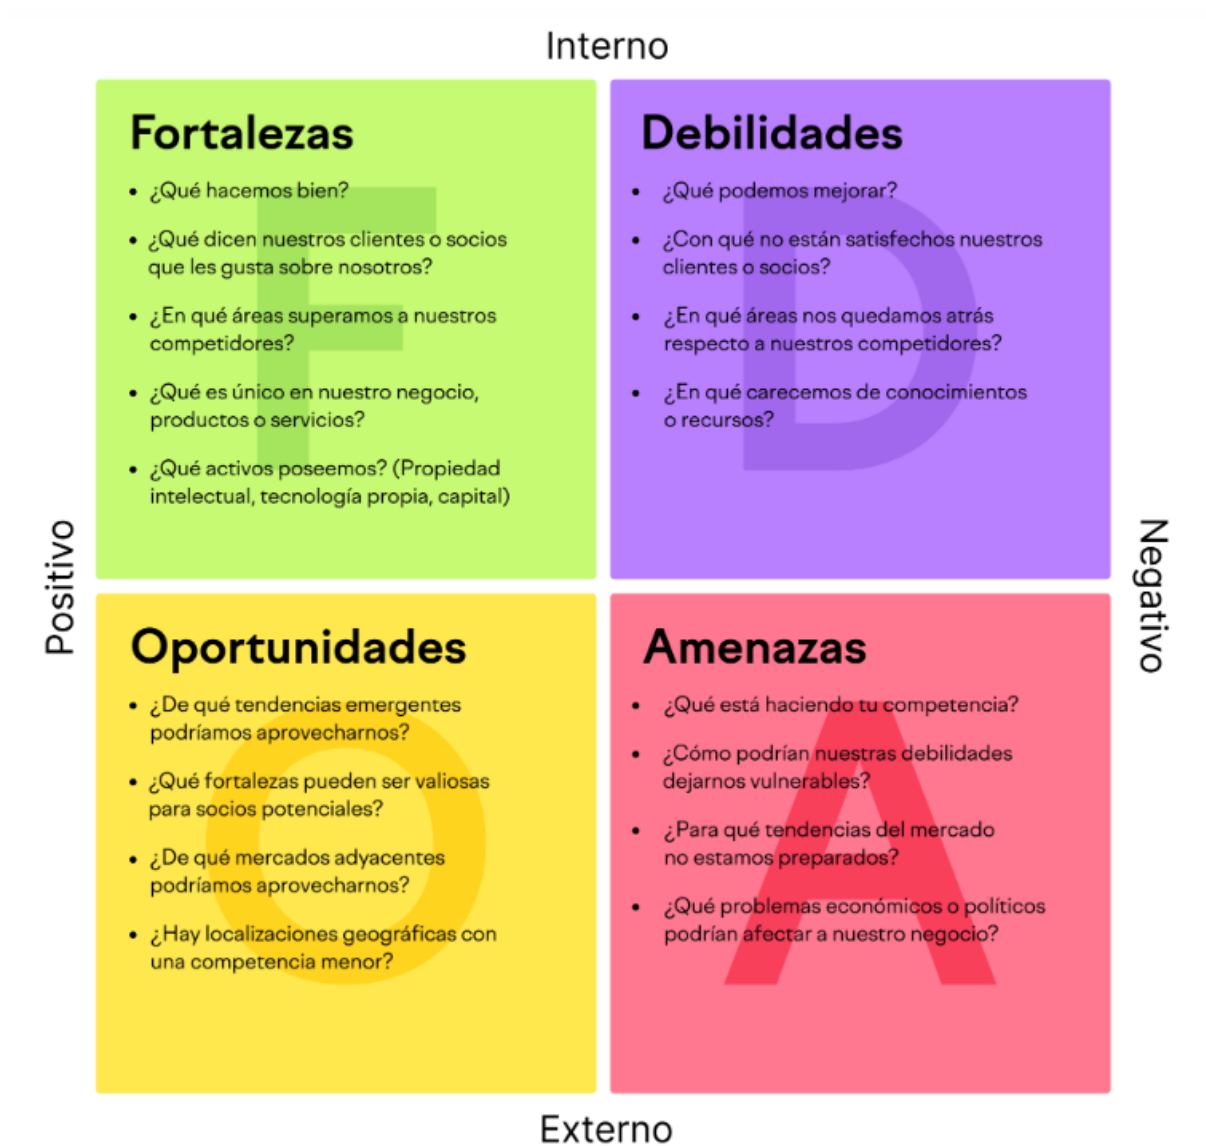 Interno
Fortalezas
• ¿Qué hacemos bien?
• ¿Qué dicen nuestros clientes o socios
que les gusta sobre nosotros?
• ¿En qué áreas superamos a nuestros
competidores?
• ¿Qué es único en nuestro negocio,
productos o servicios?
• ¿Qué activos poseemos? (Propiedad
intelectual, tecnología propia, capital)
F
Debilidades
• ¿Qué podemos mejorar?
• ¿Con qué no están satisfechos nuestros
clientes o socios?
• ¿En qué áreas nos quedamos atrás
respecto a nuestros competidores?
• ¿En qué carecemos de conocimientos
o recursos?
D
Positivo
Negativo
Oportunidades
• ¿De qué tendencias emergentes
podríamos aprovecharnos?
• ¿Qué fortalezas pueden ser valiosas
para socios potenciales?
• ¿De qué mercados adyacentes
podríamos aprovecharnos?
• ¿Hay localizaciones geográficas con
una competencia menor?
O
Amenazas
• ¿Qué está haciendo tu competencia?
• ¿Cómo podrían nuestras debilidades
dejarnos vulnerables?
• ¿Para qué tendencias del mercado
no estamos preparados?
• ¿Qué problemas económicos o políticos
podrían afectar a nuestro negocio?
A
Externo